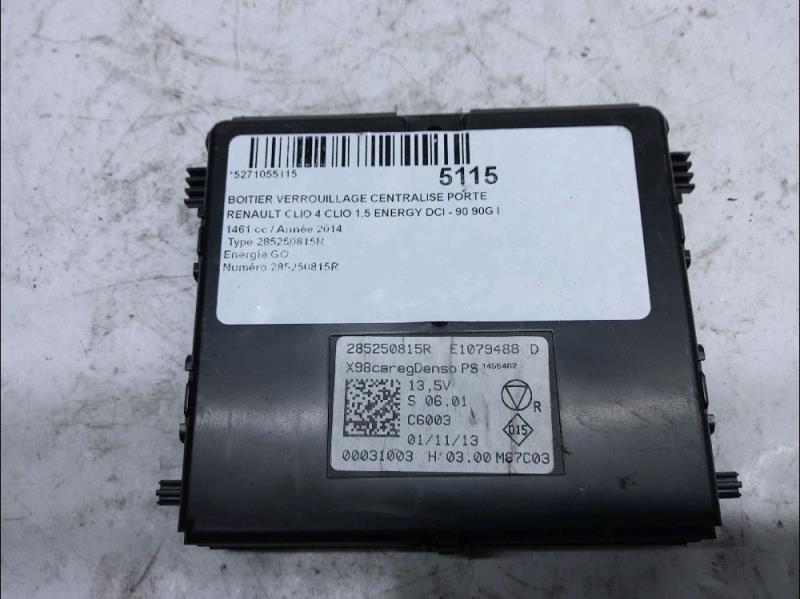 *5271055115
5115
BOITIER VERROUILLAGE CENTRALISE PORTE
RENAULT CLIO 4 CLIO 1.5 ENERGY DCI - 90 90G I
1461 cc / Année 2014
Type 285250815R
Energie GO
Numéro 285250815R
285250815R E1079488 D
X98caregDenso PS 1455402
13,5V
S 06.01
R
C6003
015
01/11/13
00031003 H 03.00 M67C03